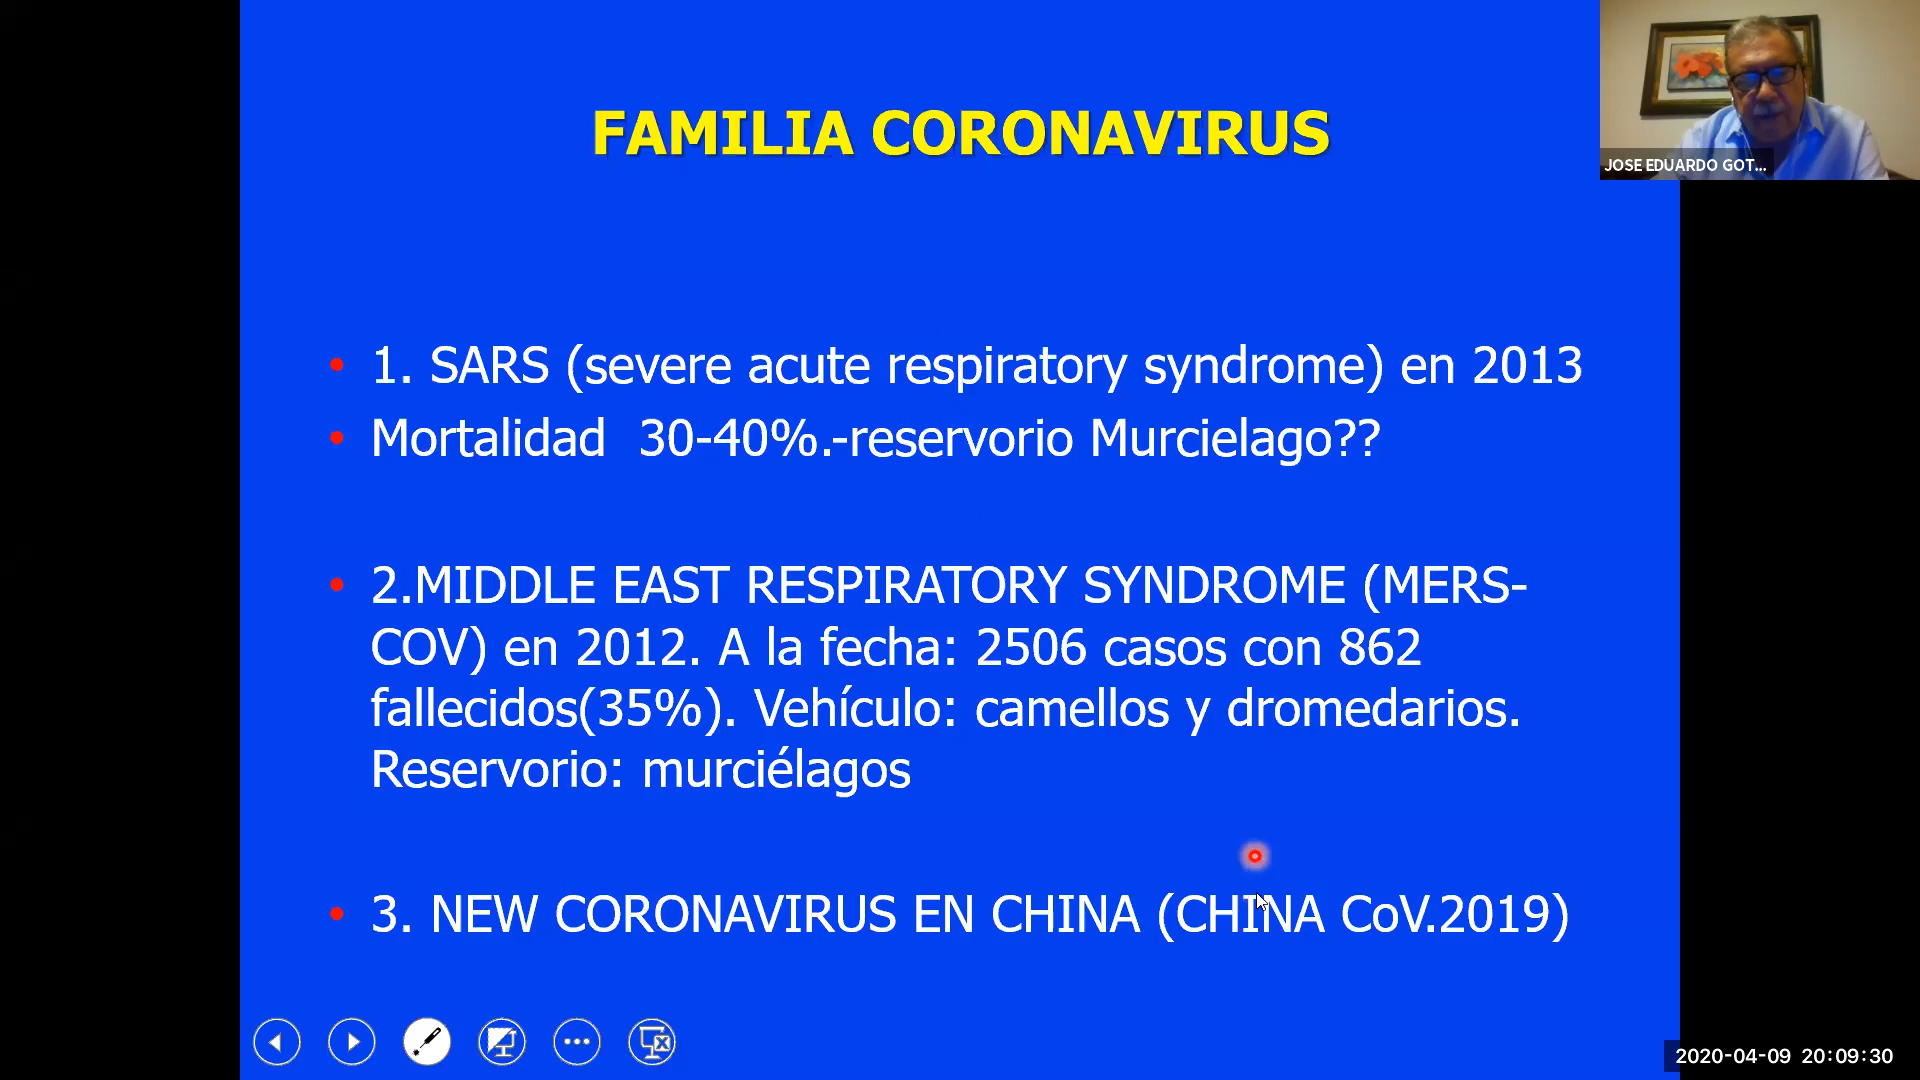 FAMILIA CORONAVIRUS
JOSE EDUARDO GOT...
• 1. SARS (severe acute respiratory syndrome) en 2013
• Mortalidad 30-40%.-reservorio Murcielago??
• 2.MIDDLE EAST RESPIRATORY SYNDROME (MERS-
COV) en 2012. A la fecha: 2506 casos con 862
fallecidos(35%). Vehículo: camellos y dromedarios.
Reservorio: murciélagos
• 3. NEW CORONAVIRUS EN CHINA (CHINA CoV.2019)
2020-04-09 20:09:30